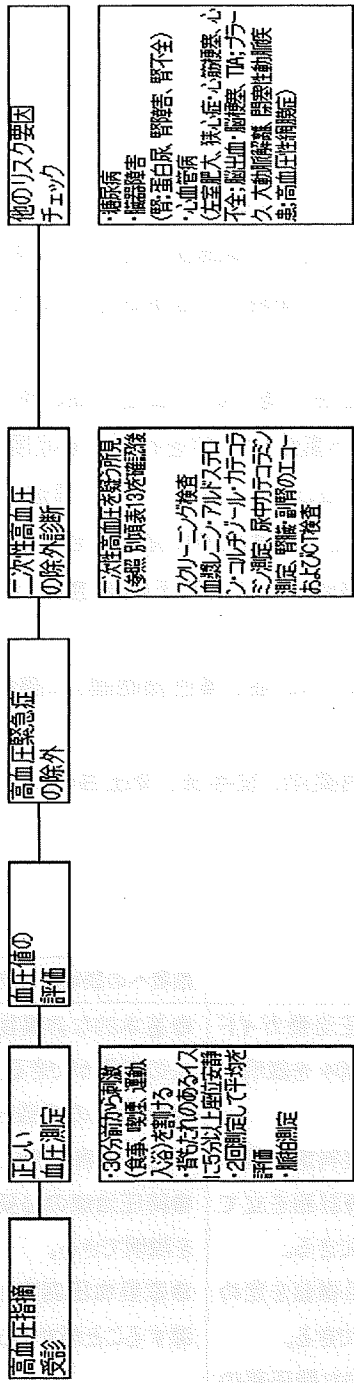 高血圧指摘
受診
正しい
血圧測定
血圧値の
評価
高血圧緊急症
の除外
二次性高血圧
の除外診断
他のリスク要因
チェック
・30分前から刺激
(食事、喫煙、運動、
入浴)を割ける
・背もたれのあるイス
に5分以上座位安静
・2回測定して平均を
評価
・脈拍測定
二次性高血圧を疑う所見
(参照 別項表13)を確認後
スクリーニング検査
血漿レニン・アルドステロ
ン・コルチゾール・カテコラ
ミン測定、尿中カテコラミン
測定、腎臓・副腎のエコー
およびCT検査
・糖尿病
・臓器障害
(腎:蛋白尿、腎障害、腎不全)
・心血管病
(左室肥大、狭心症・心筋梗塞、心
不全;脳出血・脳梗塞、TIA;プラー
ク、大動脈解離、閉塞性動脈疾
患;高血圧性網膜症)